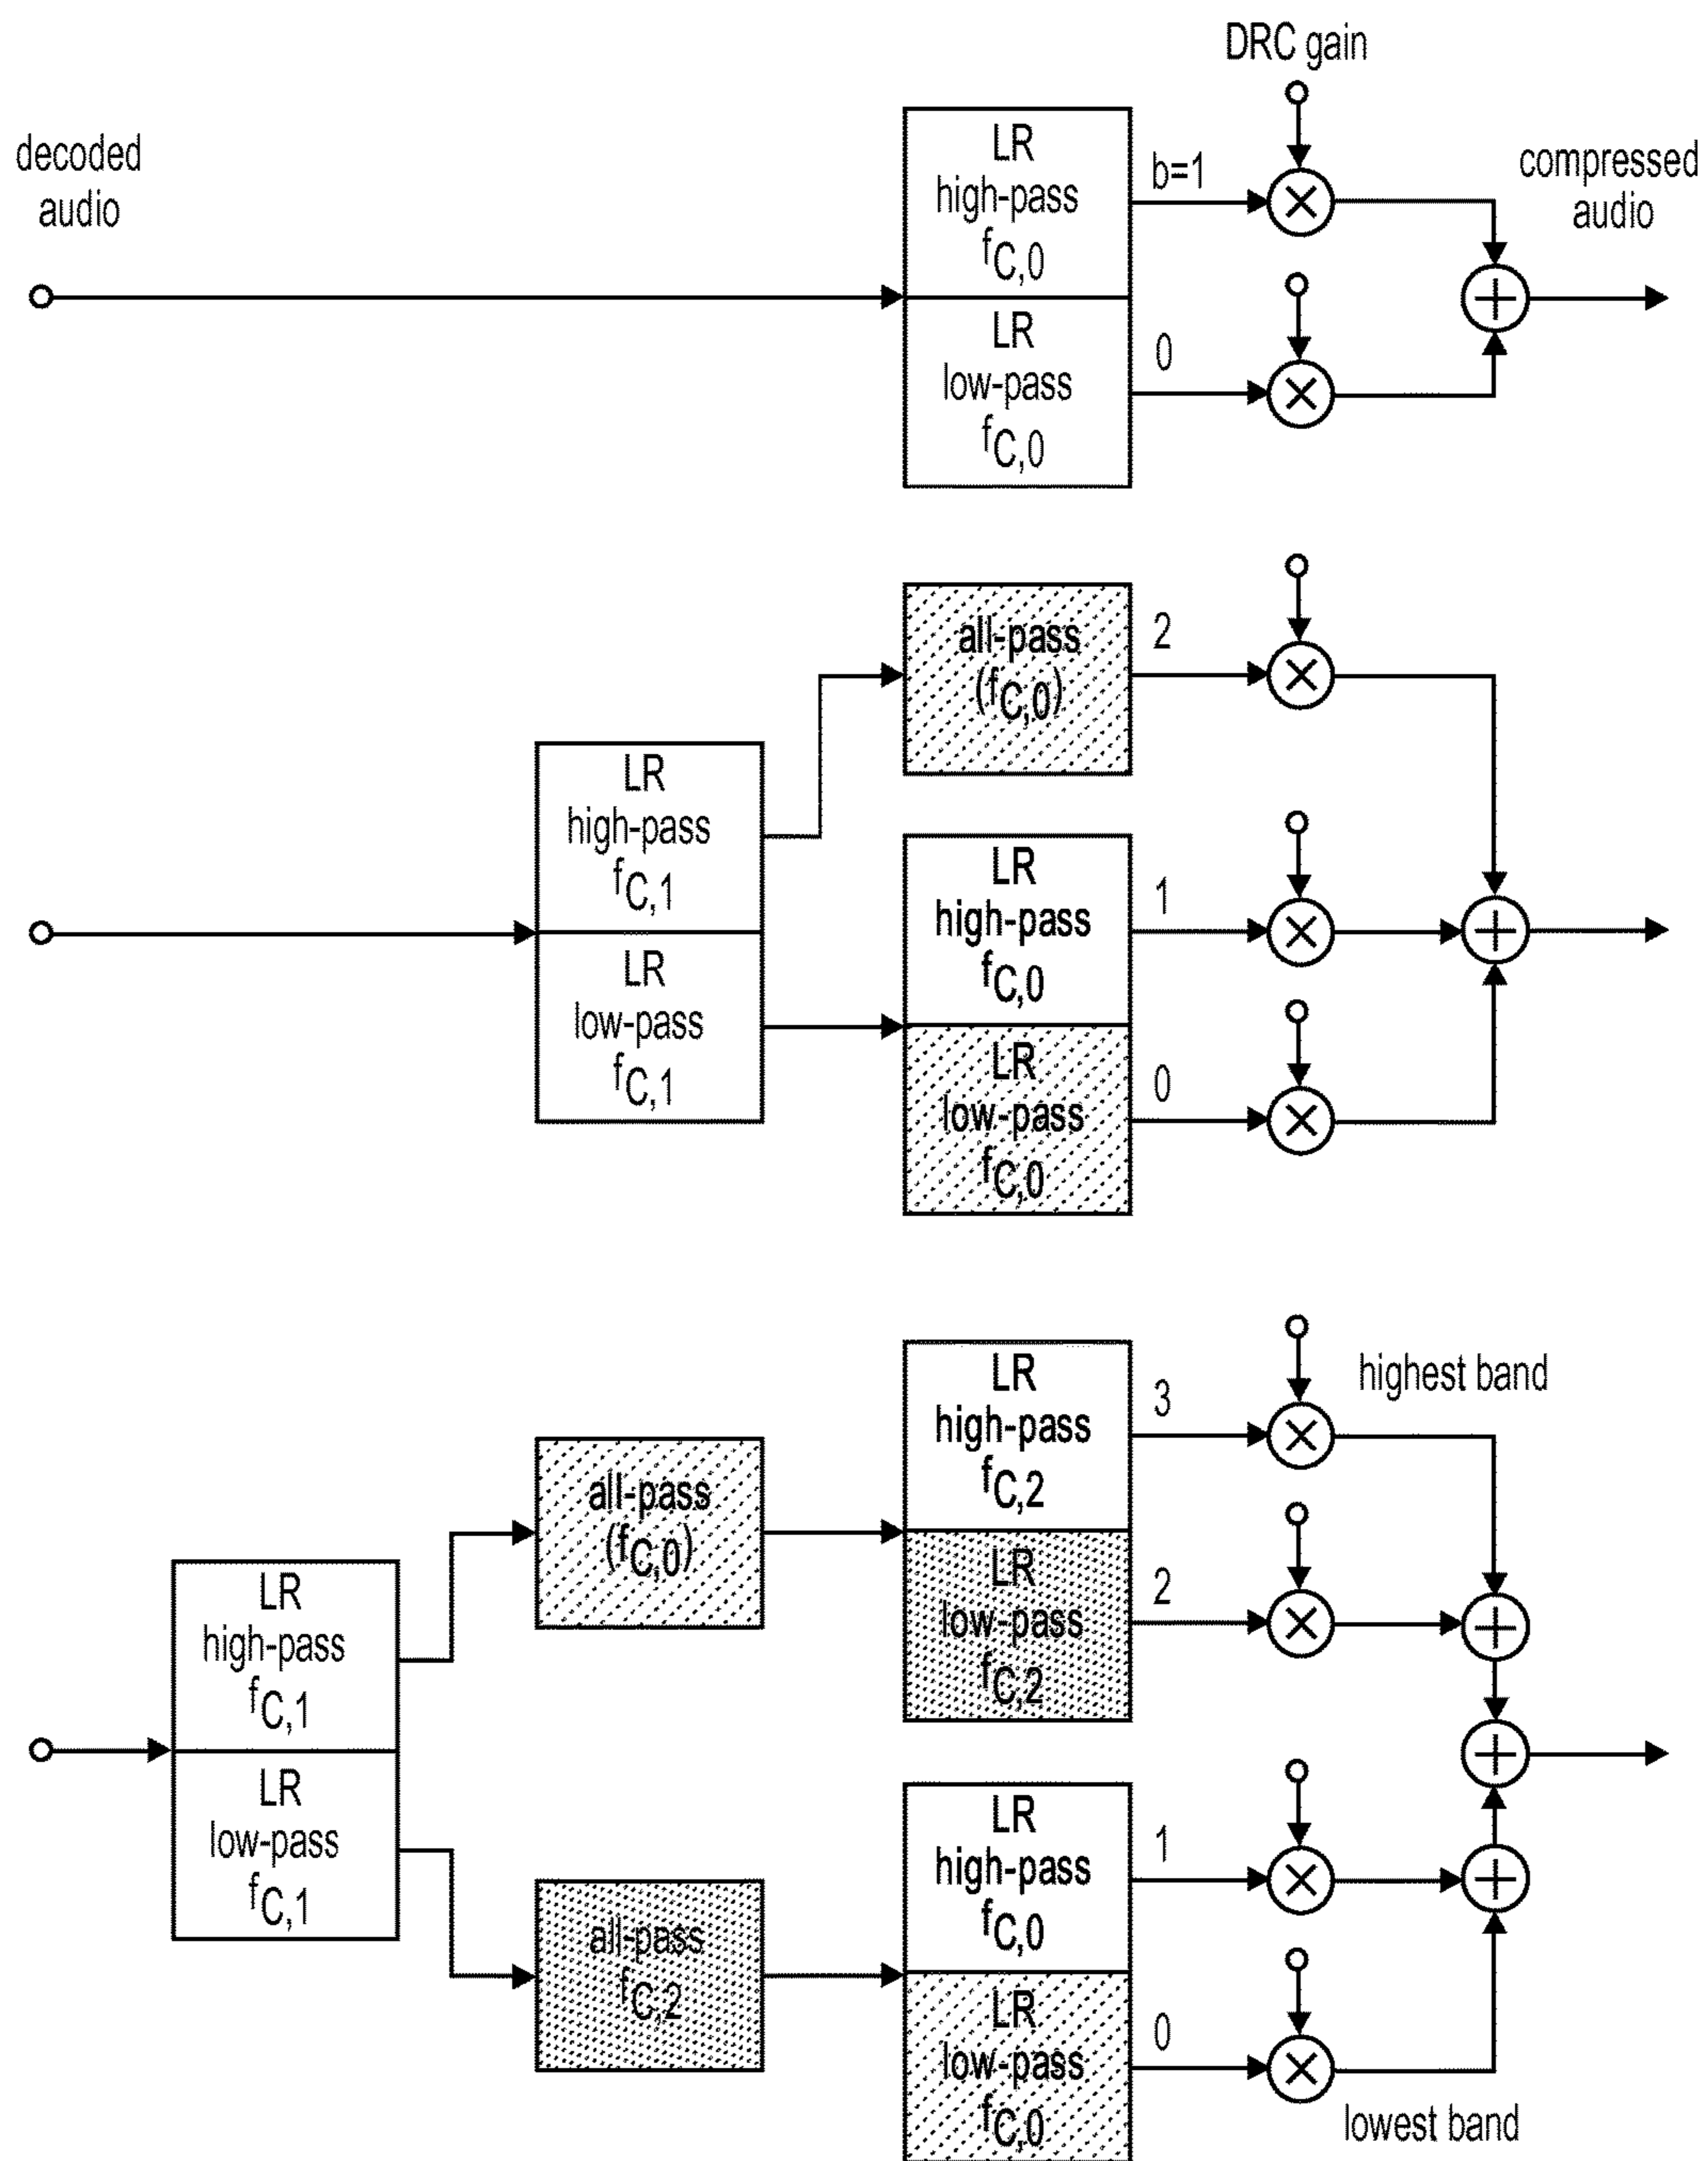 DRC gain
decoded
audio
LR
high-pass
fC,0
b=1
compressed
audio
LR
low-pass
fC,0
0
all-pass
(fC,0)
2
LR
high-pass
fC,1
LR
high-pass
fC,0
1
LR
low-pass
fC,1
LR
low-pass
fC,0
0
LR
high-pass
fC,2
3
highest band
all-pass
(fC,0)
LR
low-pass
fC,2
2
LR
high-pass
fC,1
LR
low-pass
fC,1
LR
high-pass
fC,0
1
all-pass
fC,2
LR
low-pass
fC,0
0
lowest band